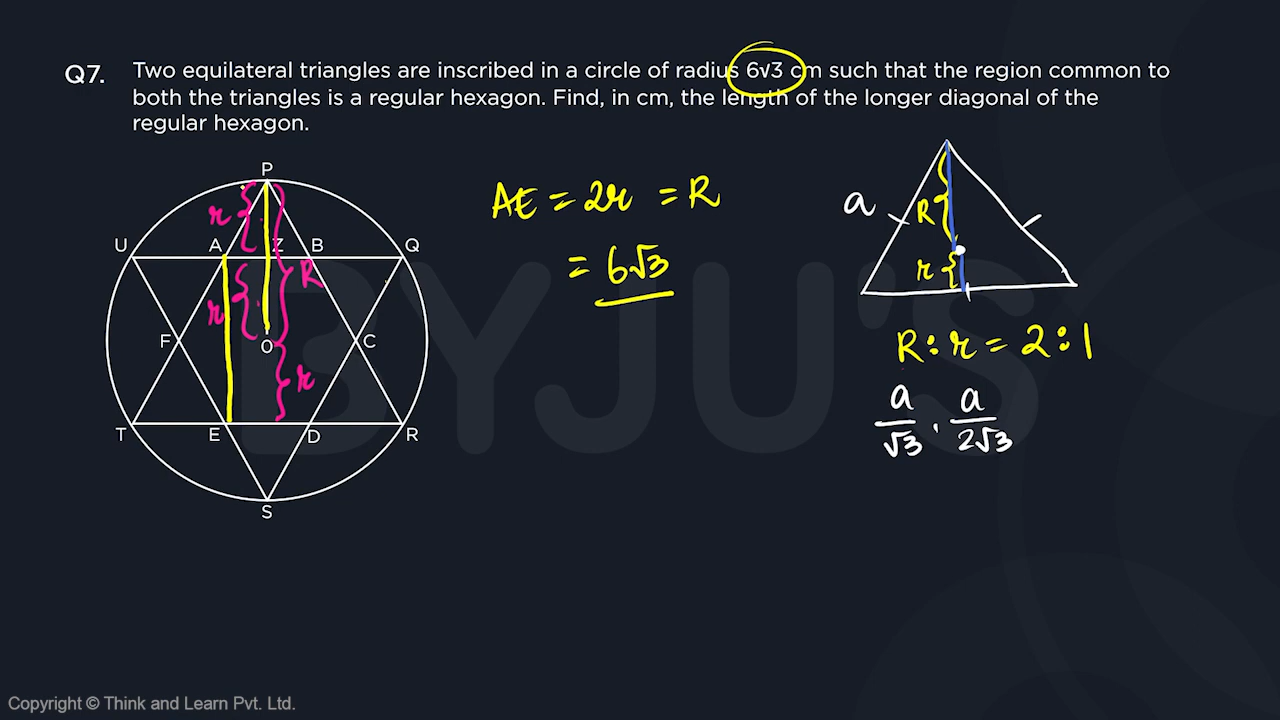 Q7. Two equilateral triangles are inscribed in a circle of radius 6√3 cm such that the region common to
both the triangles is a regular hexagon. Find, in cm, the length of the longer diagonal of the
regular hexagon.
P
U A Z B Q
F O C
T E D R
S
r
r
R
r
AE = 2r = R
= 6√3
a
R
r
R : r = 2 : 1
a/√3 , a/2√3
BYJU'S
Copyright © Think and Learn Pvt. Ltd.